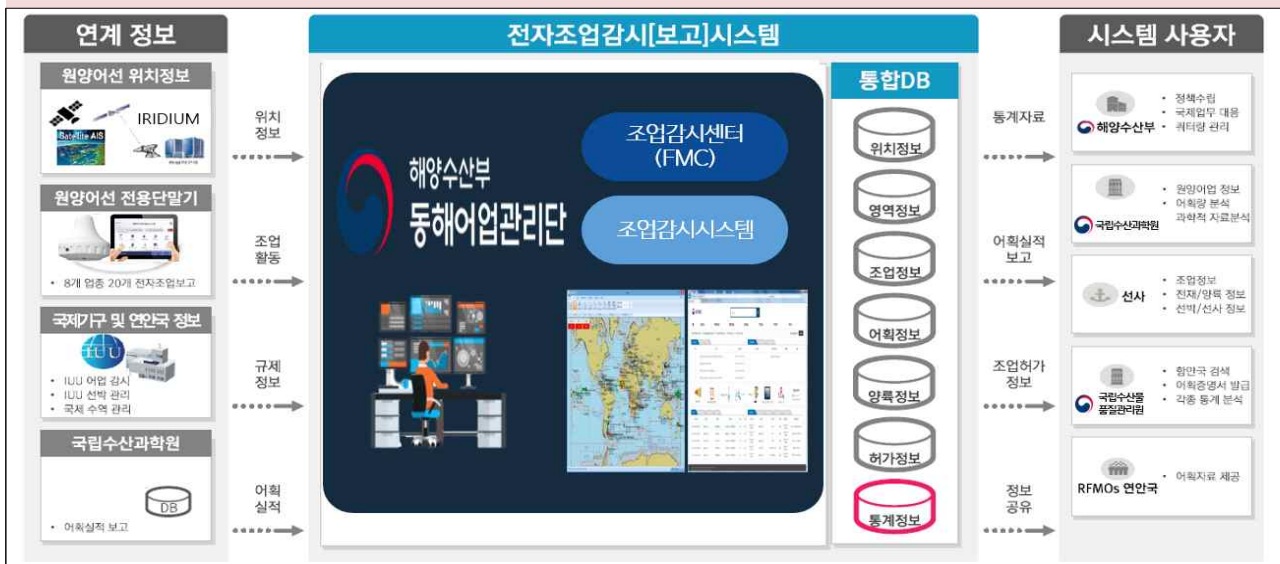 연계 정보
원양어선 위치정보
Satellite AIS
IRIDIUM
원양어선 전용단말기
• 8개 업종 20개 전자조업보고
국제기구 및 연안국 정보
IUU
• IUU 어업 감시
• IUU 선박 관리
• 국제 수역 관리
국립수산과학원
DB
• 어획실적 보고
위치
정보
조업
활동
규제
정보
어획
실적
전자조업감시[보고]시스템
해양수산부
동해어업관리단
조업감시센터
(FMC)
조업감시시스템
통합DB
위치정보
영역정보
조업정보
어획정보
양륙정보
허가정보
통계정보
통계자료
어획실적
보고
조업허가
정보
정보
공유
시스템 사용자
해양수산부
• 정책수립
• 국제업무 대응
• 쿼터량 관리
국립수산과학원
• 원양어업 정보
• 어획량 분석
과학적 자료분석
선사
• 조업정보
• 전재/양륙 정보
• 선박/선사 정보
국립수산물
품질관리원
• 항만국 검색
• 어획증명서 발급
• 각종 통계 분석
RFMOs 연안국
• 어획자료 제공